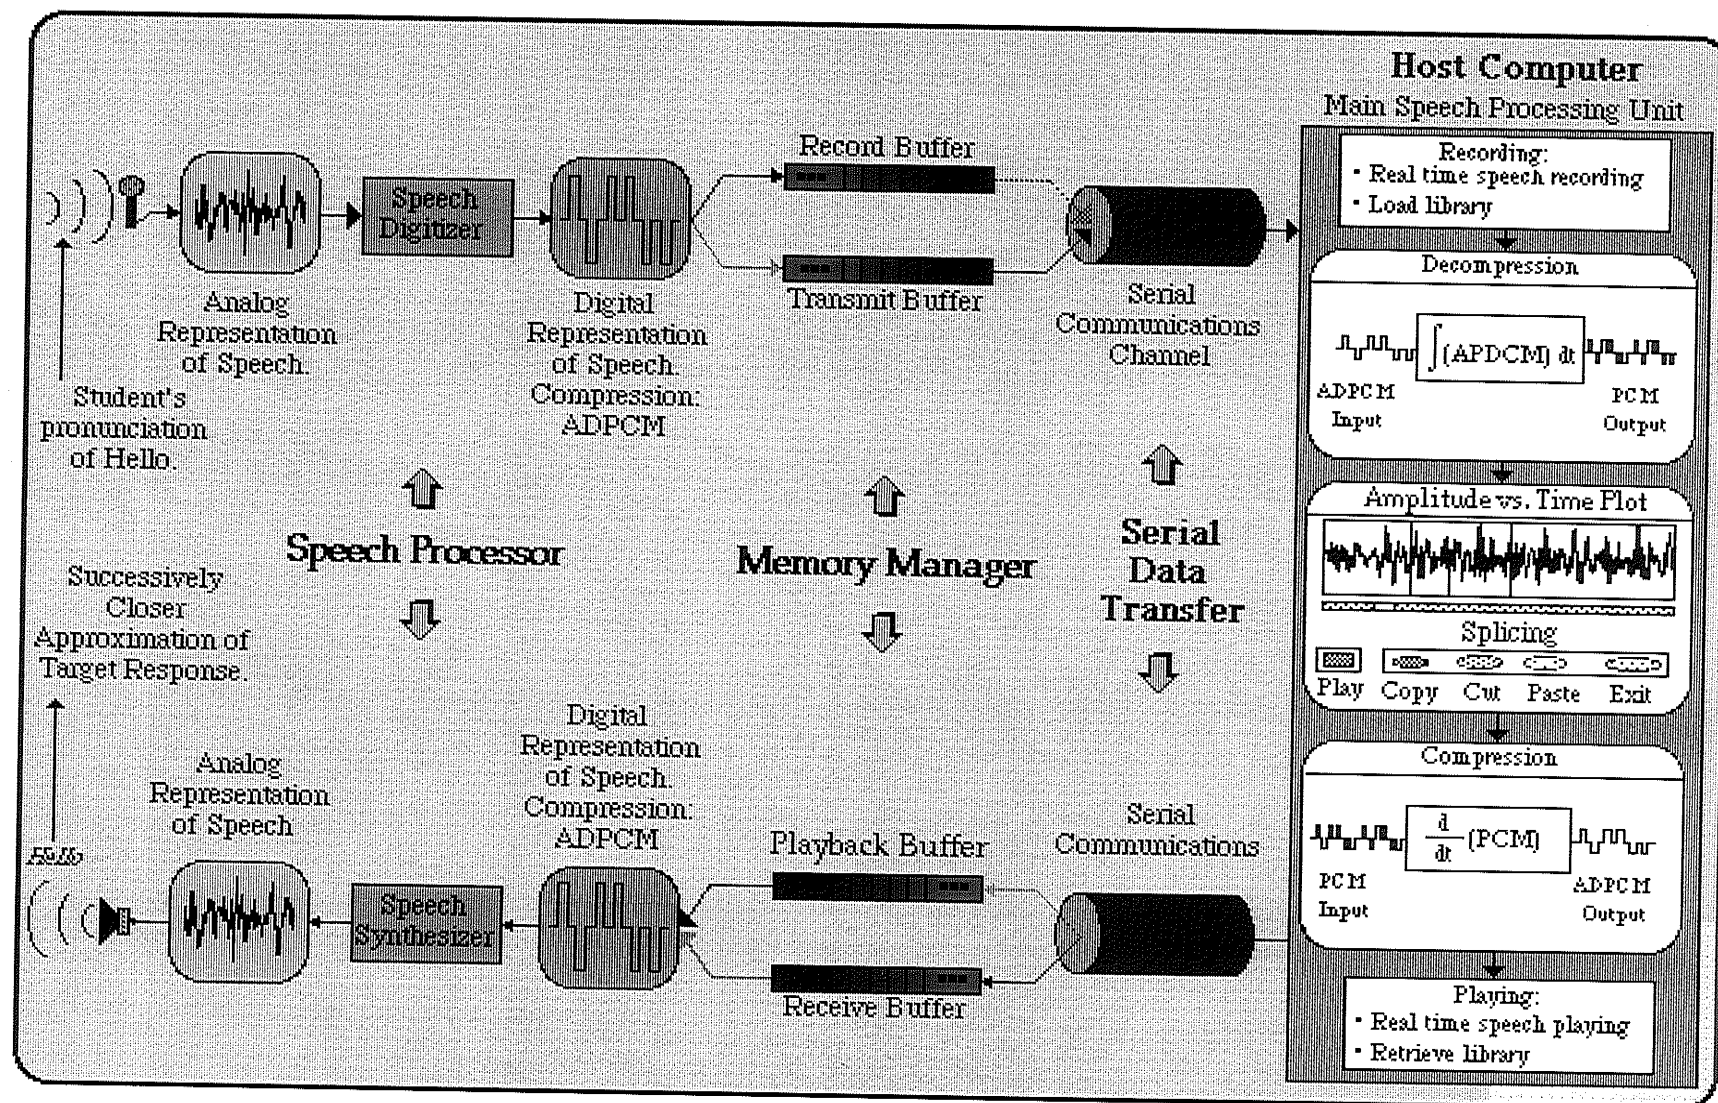 Host Computer
Main Speech Processing Unit
Record Buffer
Speech
Digitizer
Transmit Buffer
Analog
Representation
of Speech.
Digital
Representation
of Speech.
Compression:
ADPCM
Serial
Communications
Channel
Student's
pronunciation
of Hello.
Speech Processor
Memory Manager
Serial
Data
Transfer
Successively
Closer
Approximation of
Target Response.
Analog
Representation
of Speech
Digital
Representation
of Speech.
Compression:
ADPCM
Playback Buffer
Serial
Communications
Speech
Synthesizer
Receive Buffer
Recording:
• Real time speech recording
• Load library
Decompression
∫(APDCM) dt
ADPCM
Input
PCM
Output
Amplitude vs. Time Plot
Splicing
Play Copy Cut Paste Exit
Compression
d
dt
(PCM)
PCM
Input
ADPCM
Output
Playing:
• Real time speech playing
• Retrieve library